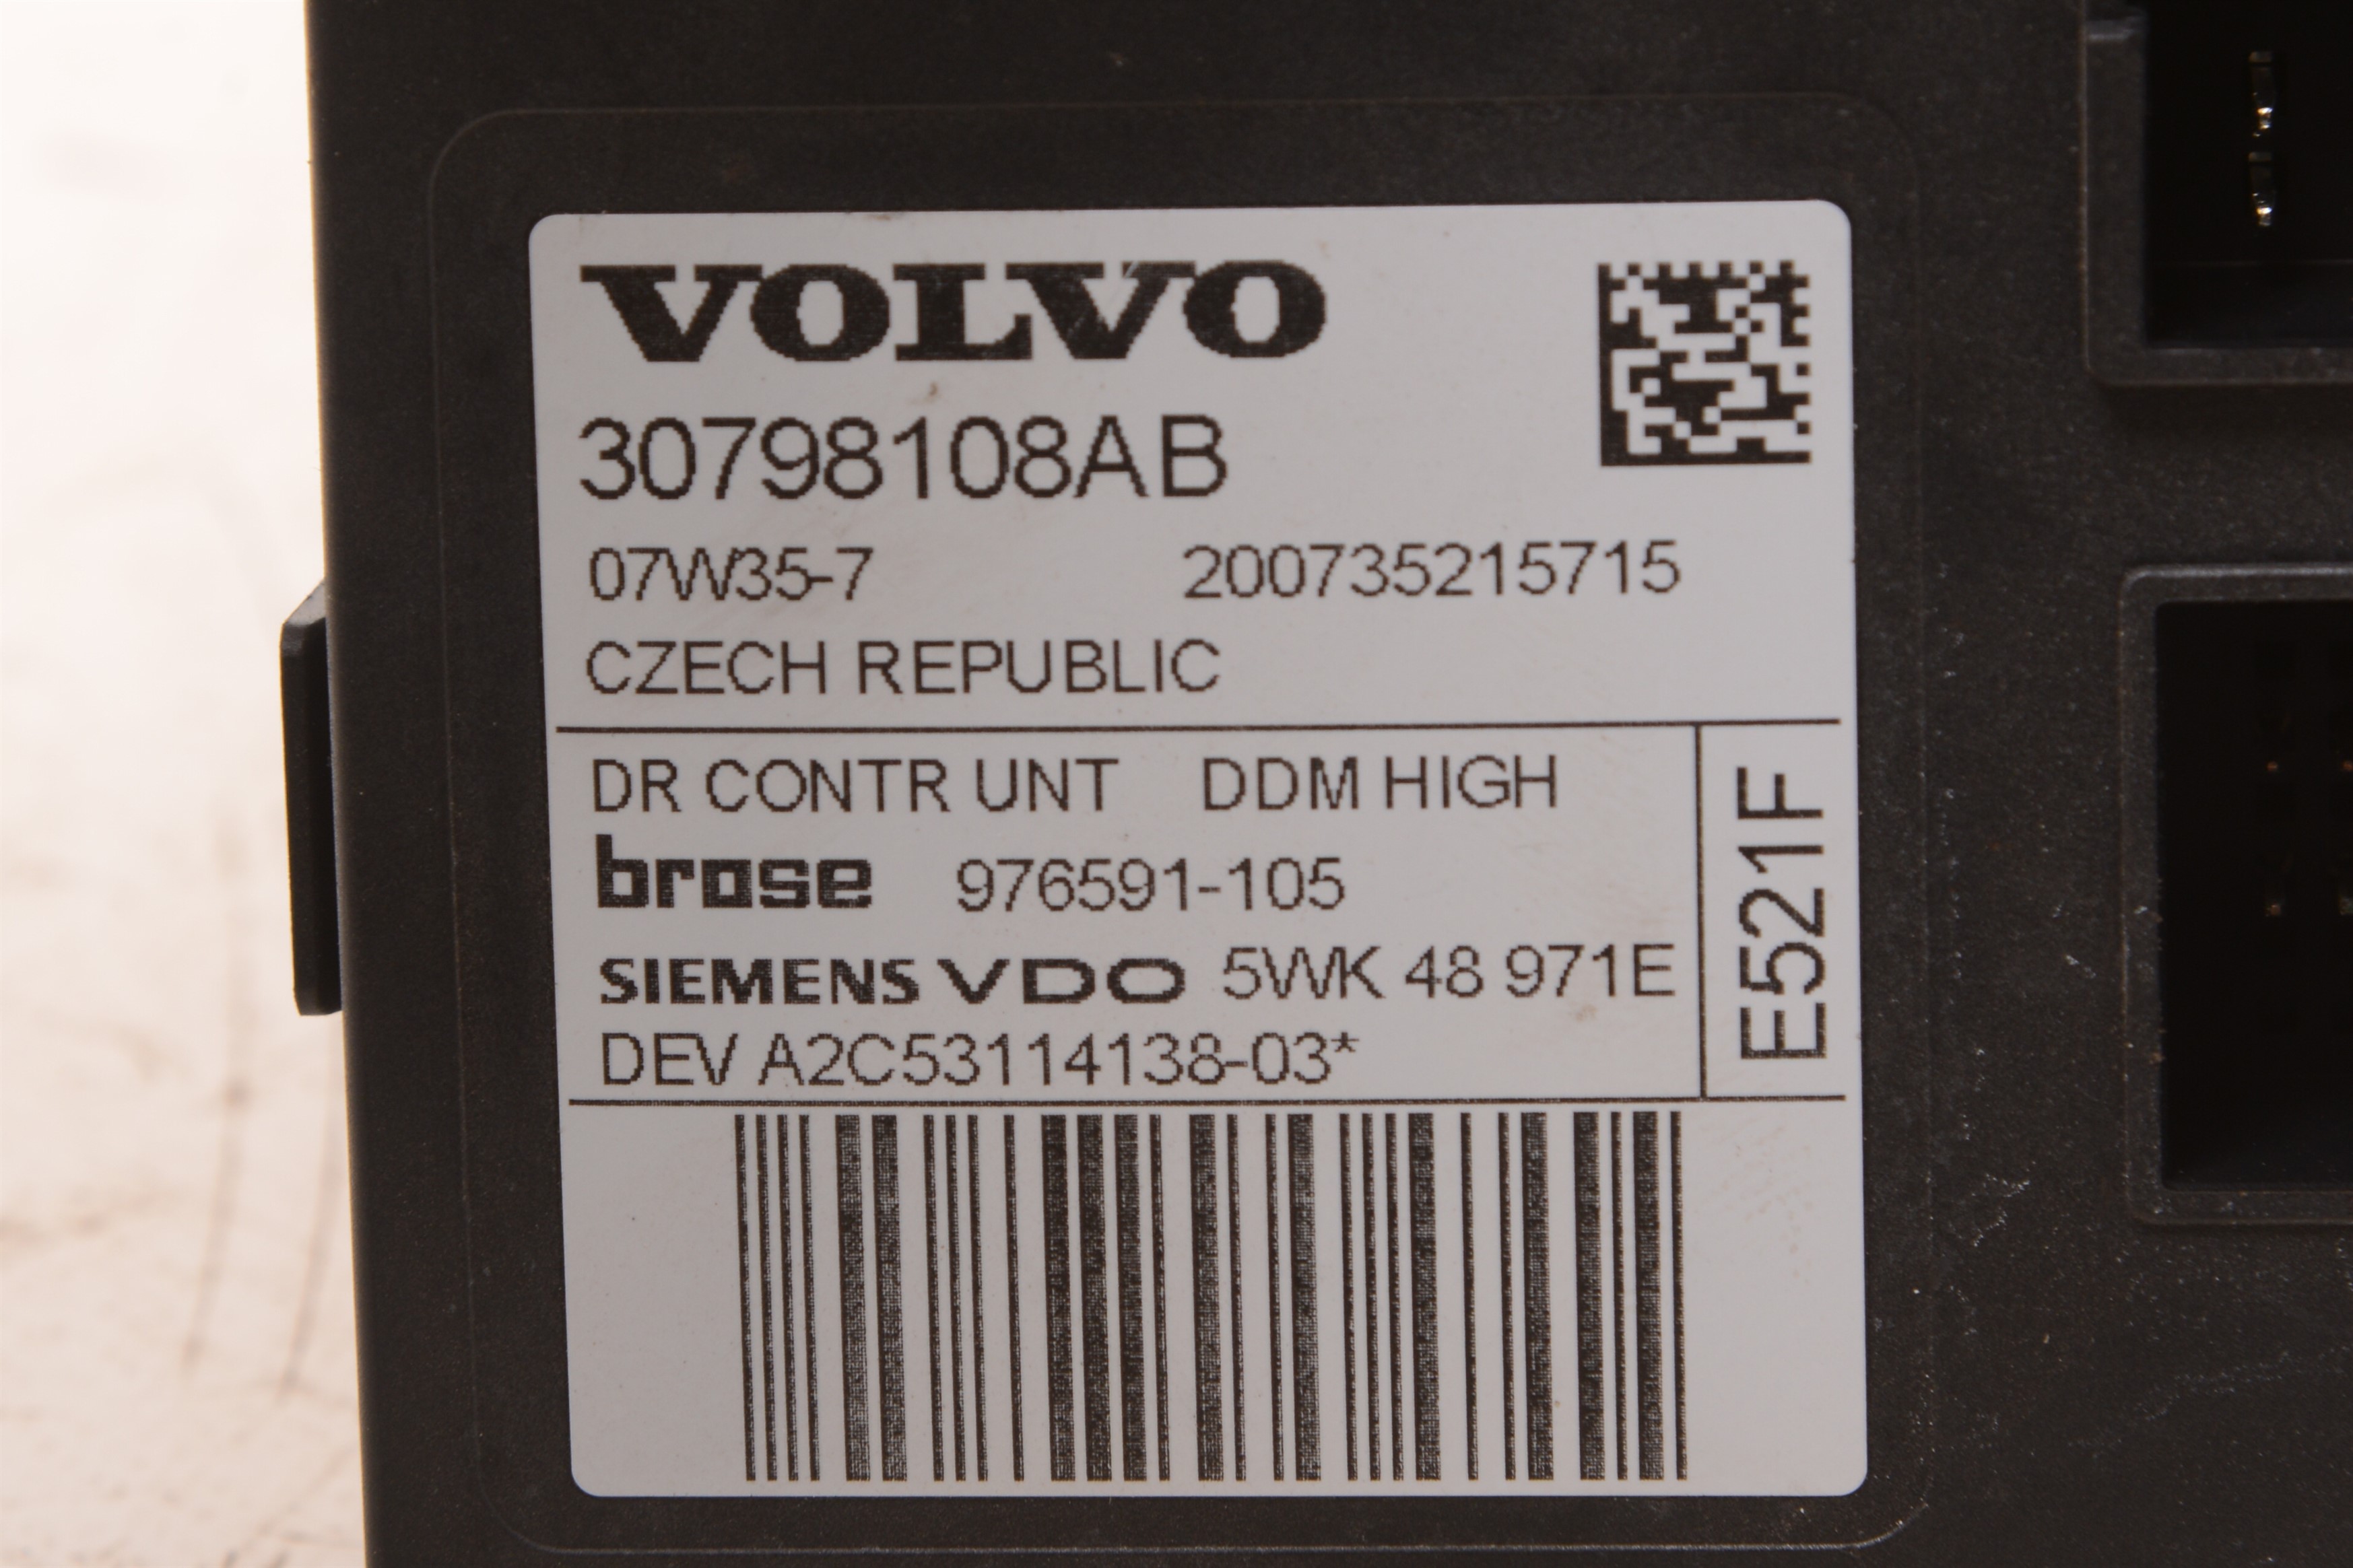 VOLVO
30798108AB
07W35-7 200735215715
CZECH REPUBLIC
DR CONTR UNT DDM HIGH
brose 976591-105
SIEMENS VDO 5WK 48 971E
DEV A2C53114138-03*
E521F